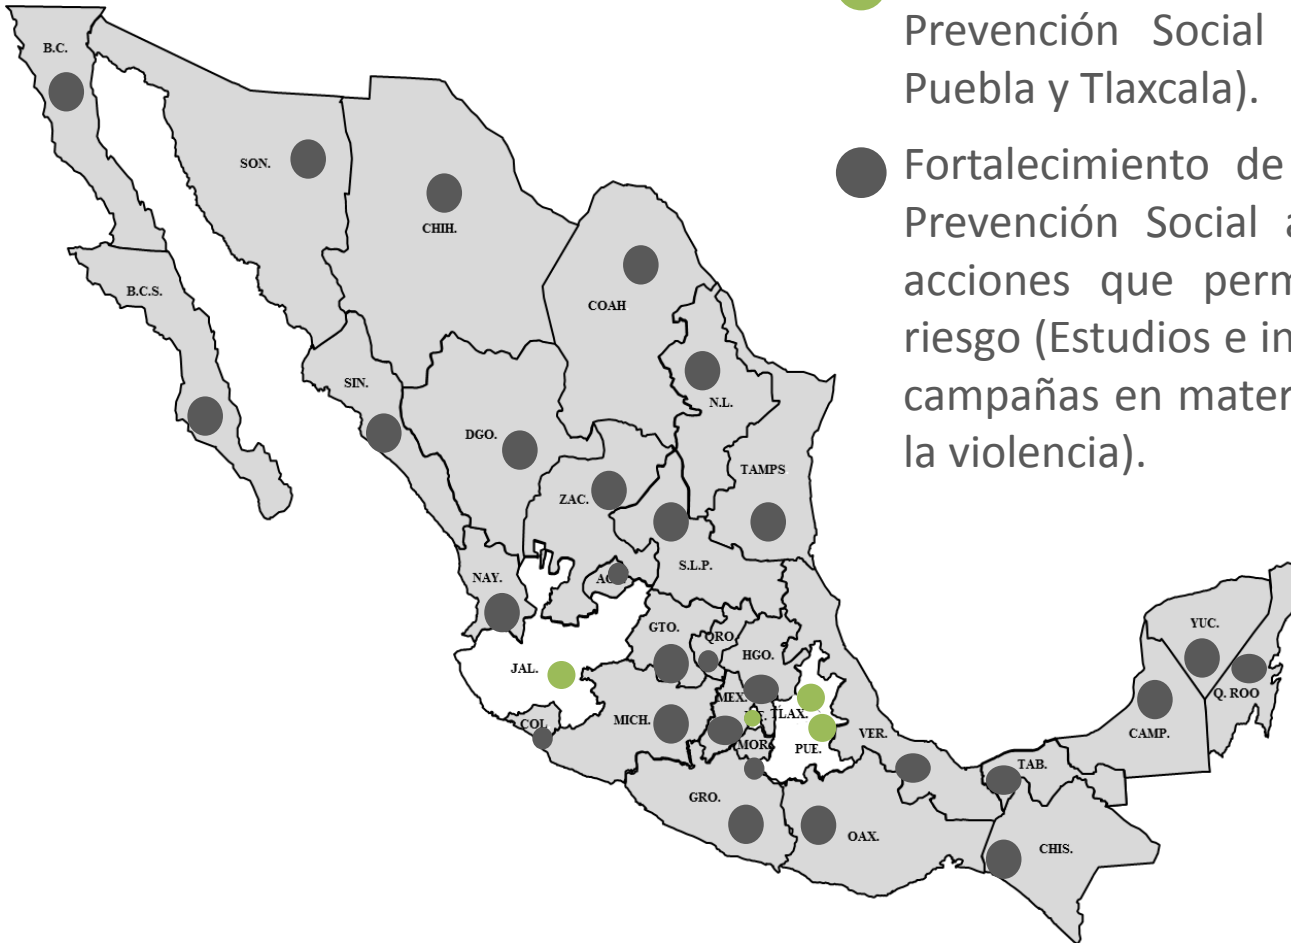 Prevención Social
Puebla y Tlaxcala).
Fortalecimiento de
Prevención Social a
acciones que perm
riesgo (Estudios e in
campañas en mater
la violencia).
B.C.
SON.
CHIH.
B.C.S.
COAH
SIN.
N.L.
DGO.
TAMPS
ZAC.
S.L.P.
NAY.
GTO.
QRO.
HGO.
JAL.
MEX.
TLAX.
COL
MICH.
MOR
PUE.
VER.
GRO.
OAX.
TAB.
CHIS.
CAMP.
YUC.
Q. ROO